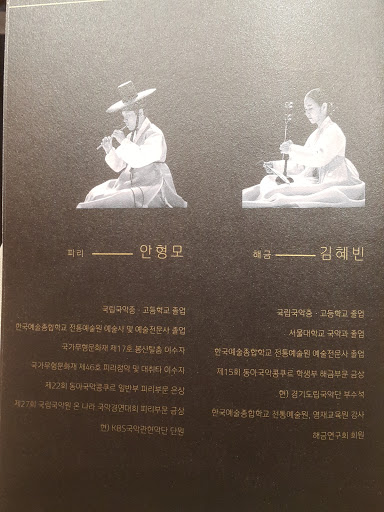 피리 안형모
국립국악중 · 고등학교 졸업
한국예술종합학교 전통예술원 예술사 및 예술전문사 졸업
국가무형문화재 제17호 봉산탈춤 이수자
국가무형문화재 제46호 피리정악 및 대취타 이수자
제22회 동아국악콩쿠르 일반부 피리부문 은상
제27회 국립국악원 온 나라 국악경연대회 피리부문 금상
현) KBS국악관현악단 단원
해금 김혜빈
국립국악중 · 고등학교 졸업
서울대학교 국악과 졸업
한국예술종합학교 전통예술원 예술전문사 졸업
제15회 동아국악콩쿠르 학생부 해금부문 금상
현) 경기도립국악단 부수석
한국예술종합학교 전통예술원, 영재교육원 강사
해금연구회 회원